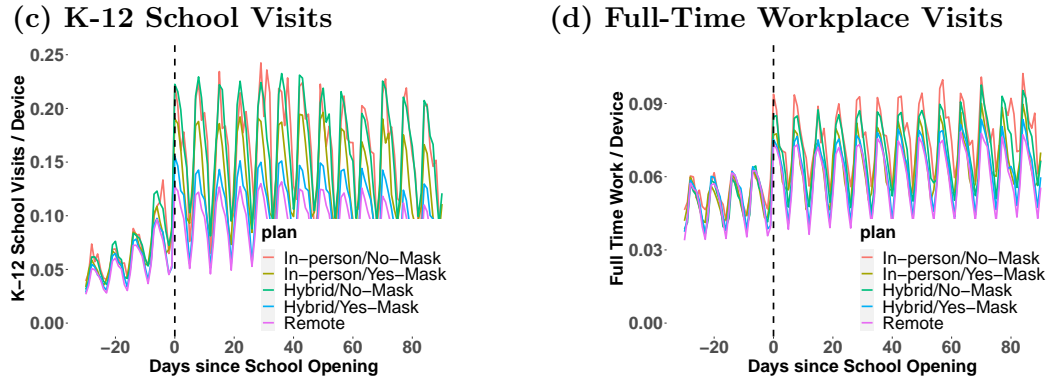 (c) K-12 School Visits
K−12 School Visits / Device
0.25
0.20
0.15
0.10
0.05
0.00
plan
In−person/No−Mask
In−person/Yes−Mask
Hybrid/No−Mask
Hybrid/Yes−Mask
Remote
−20 0 20 40 60 80
Days since School Opening
(d) Full-Time Workplace Visits
Full Time Work / Device
0.09
0.06
0.03
0.00
plan
In−person/No−Mask
In−person/Yes−Mask
Hybrid/No−Mask
Hybrid/Yes−Mask
Remote
−20 0 20 40 60 80
Days since School Opening